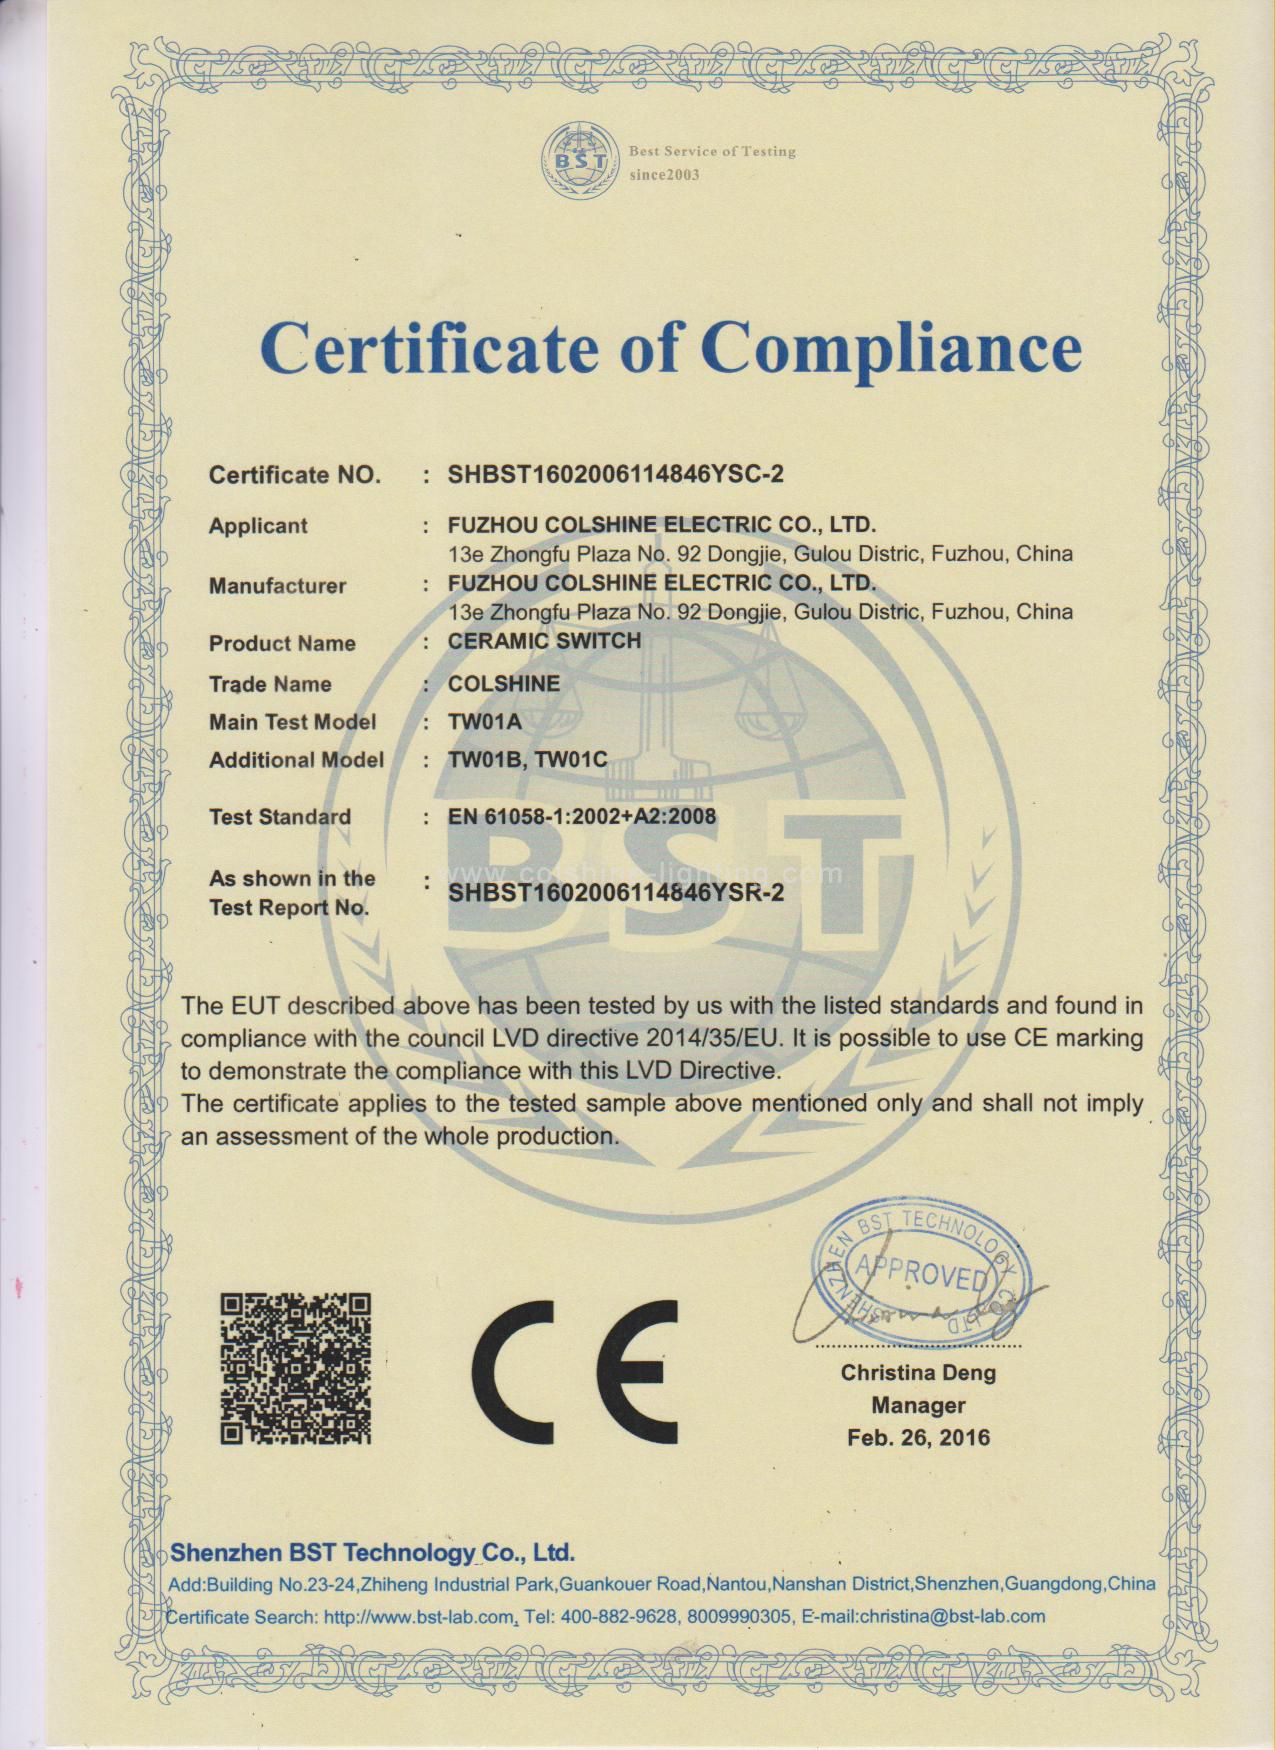 BST
Best Service of Testing
since2003
Certificate of Compliance
Certificate NO. : SHBST1602006114846YSC-2
Applicant : FUZHOU COLSHINE ELECTRIC CO., LTD.
13e Zhongfu Plaza No. 92 Dongjie, Gulou Distric, Fuzhou, China
Manufacturer : FUZHOU COLSHINE ELECTRIC CO., LTD.
13e Zhongfu Plaza No. 92 Dongjie, Gulou Distric, Fuzhou, China
Product Name : CERAMIC SWITCH
Trade Name : COLSHINE
Main Test Model : TW01A
Additional Model : TW01B, TW01C
Test Standard : EN 61058-1:2002+A2:2008
BST
www.colshine-lighting.com
As shown in the
Test Report No. : SHBST1602006114846YSR-2
The EUT described above has been tested by us with the listed standards and found in
compliance with the council LVD directive 2014/35/EU. It is possible to use CE marking
to demonstrate the compliance with this LVD Directive.
The certificate applies to the tested sample above mentioned only and shall not imply
an assessment of the whole production.
SHENZHEN BST TECHNOLOGY CO LTD
APPROVED
CE
Christina Deng
Manager
Feb. 26, 2016
Shenzhen BST Technology Co., Ltd.
Add:Building No.23-24,Zhiheng Industrial Park,Guankouer Road,Nantou,Nanshan District,Shenzhen,Guangdong,China
Certificate Search: http://www.bst-lab.com, Tel: 400-882-9628, 8009990305, E-mail:christina@bst-lab.com